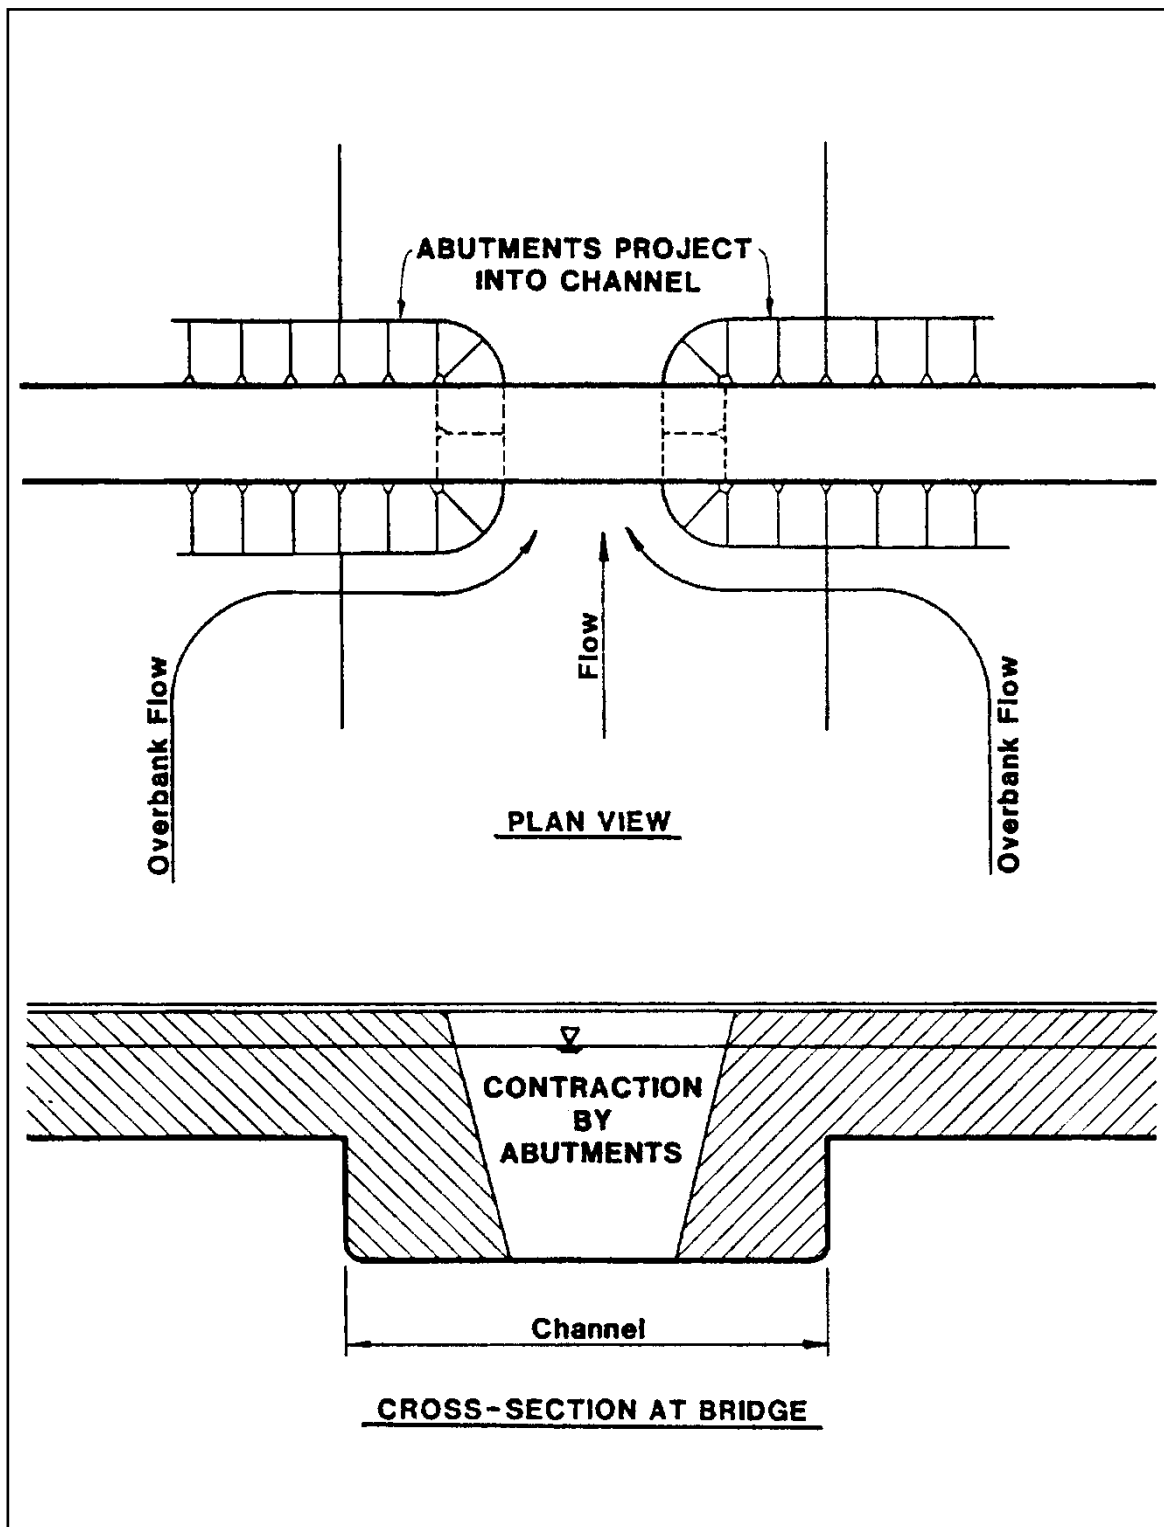 ABUTMENTS PROJECT
INTO CHANNEL
Overbank Flow
Flow
Overbank Flow
PLAN VIEW
CONTRACTION
BY
ABUTMENTS
Channel
CROSS-SECTION AT BRIDGE